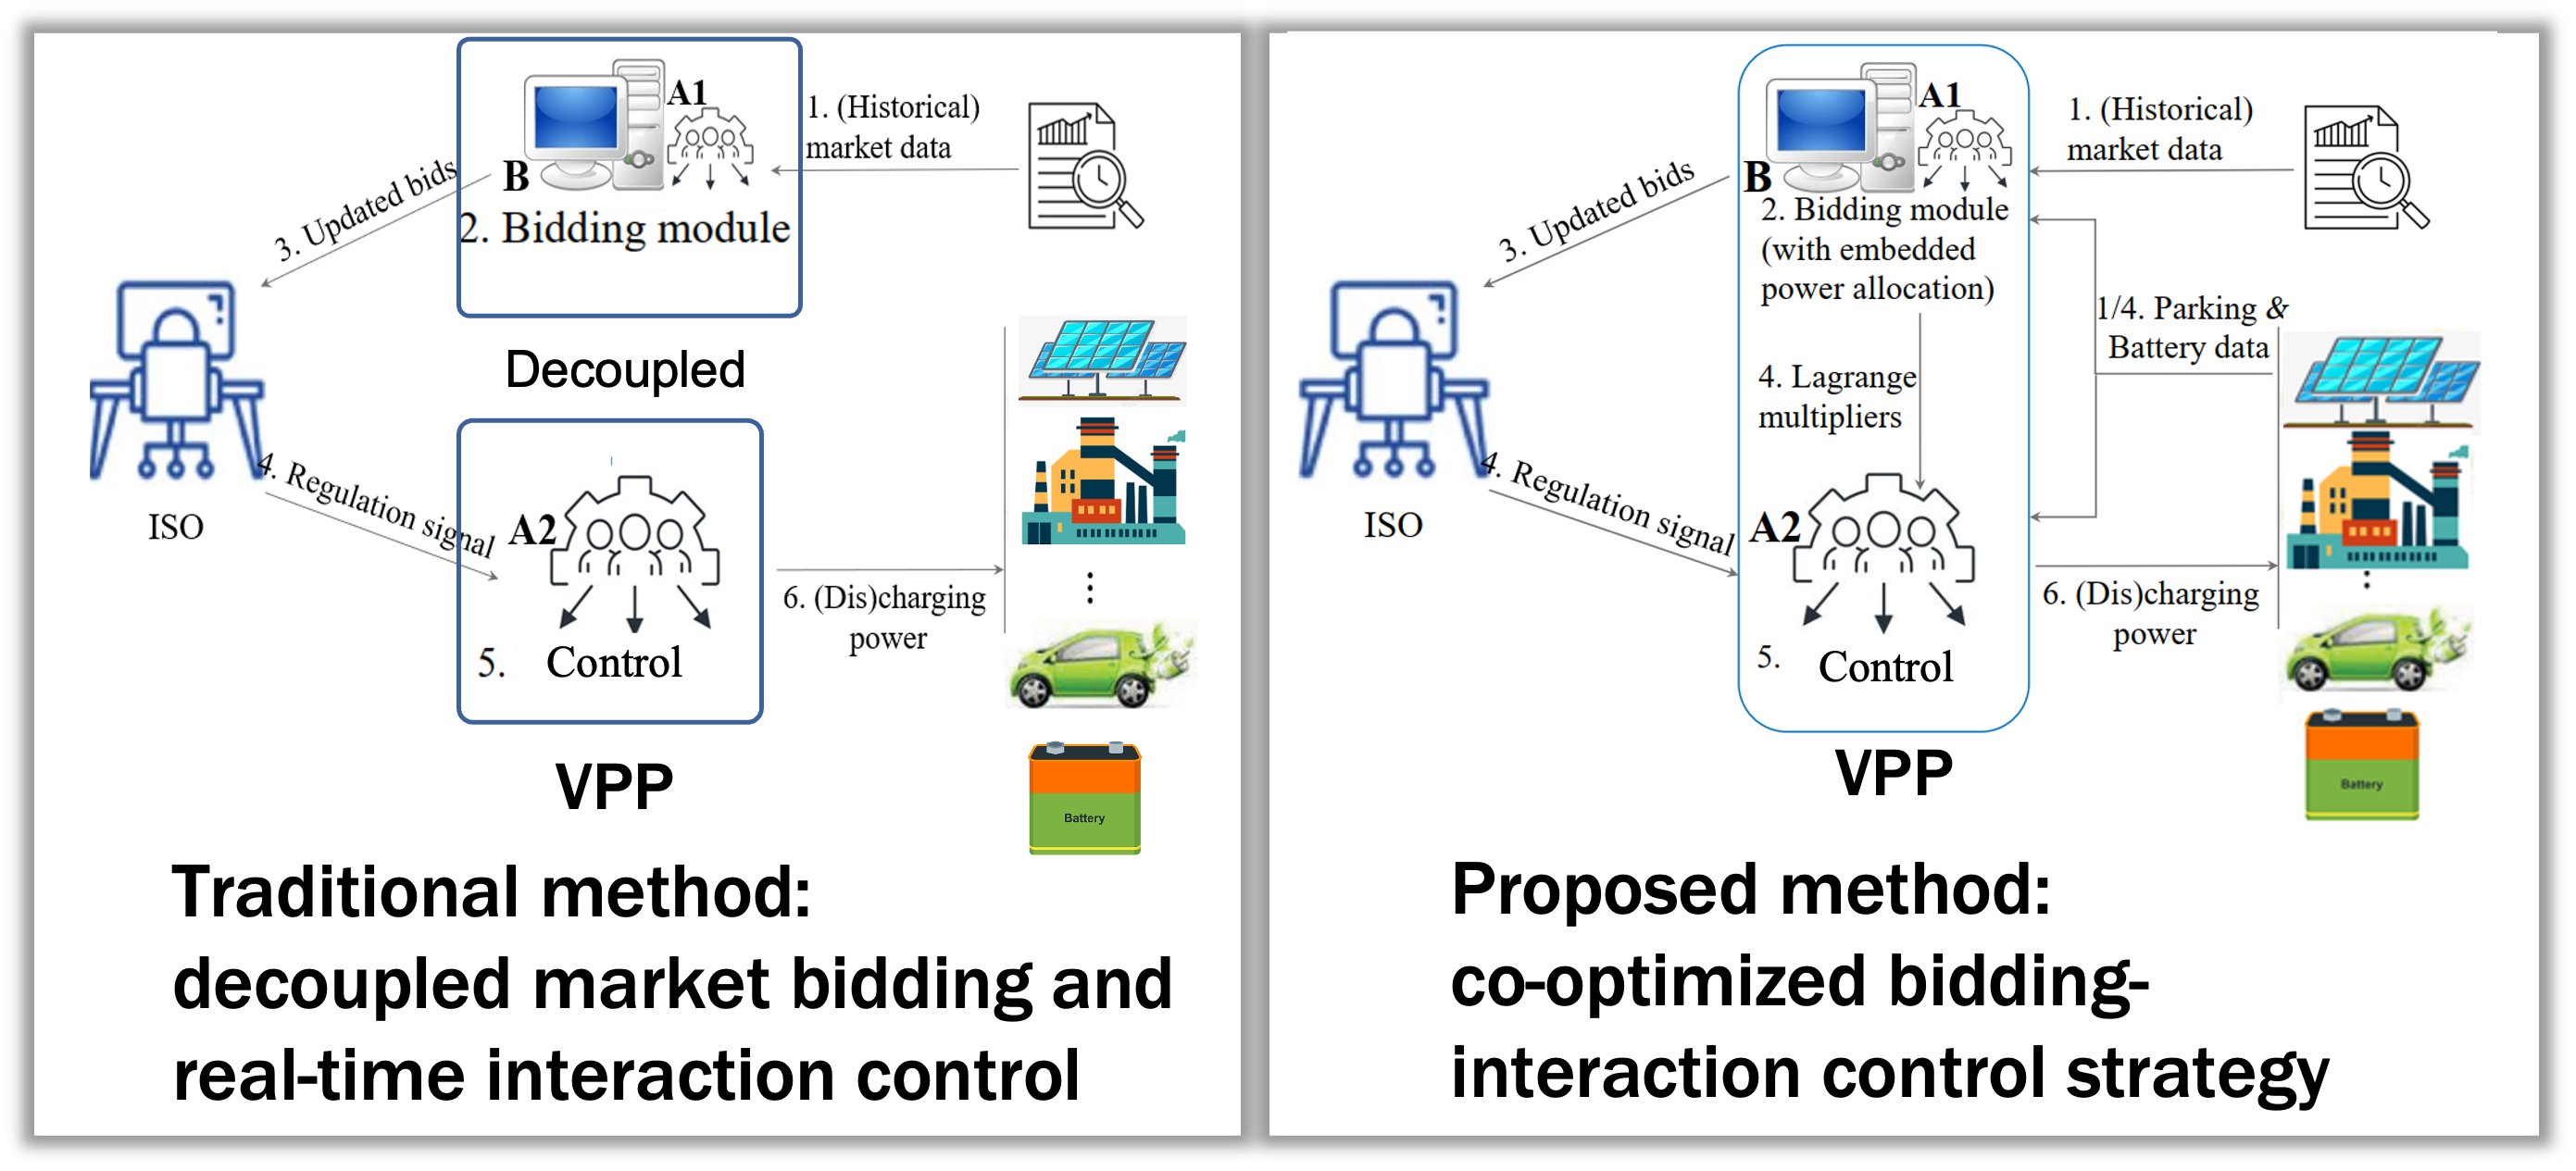 A1
1. (Historical)
market data
B
2. Bidding module
3. Updated bids
Decoupled
ISO
4. Regulation signal
A2
5. Control
6. (Dis)charging
power
Battery
VPP
Traditional method:
decoupled market bidding and
real-time interaction control
A1
1. (Historical)
market data
B
2. Bidding module
(with embedded
power allocation)
3. Updated bids
1/4. Parking &
Battery data
4. Lagrange
multipliers
ISO
4. Regulation signal
A2
5. Control
6. (Dis)charging
power
Battery
VPP
Proposed method:
co-optimized bidding-
interaction control strategy